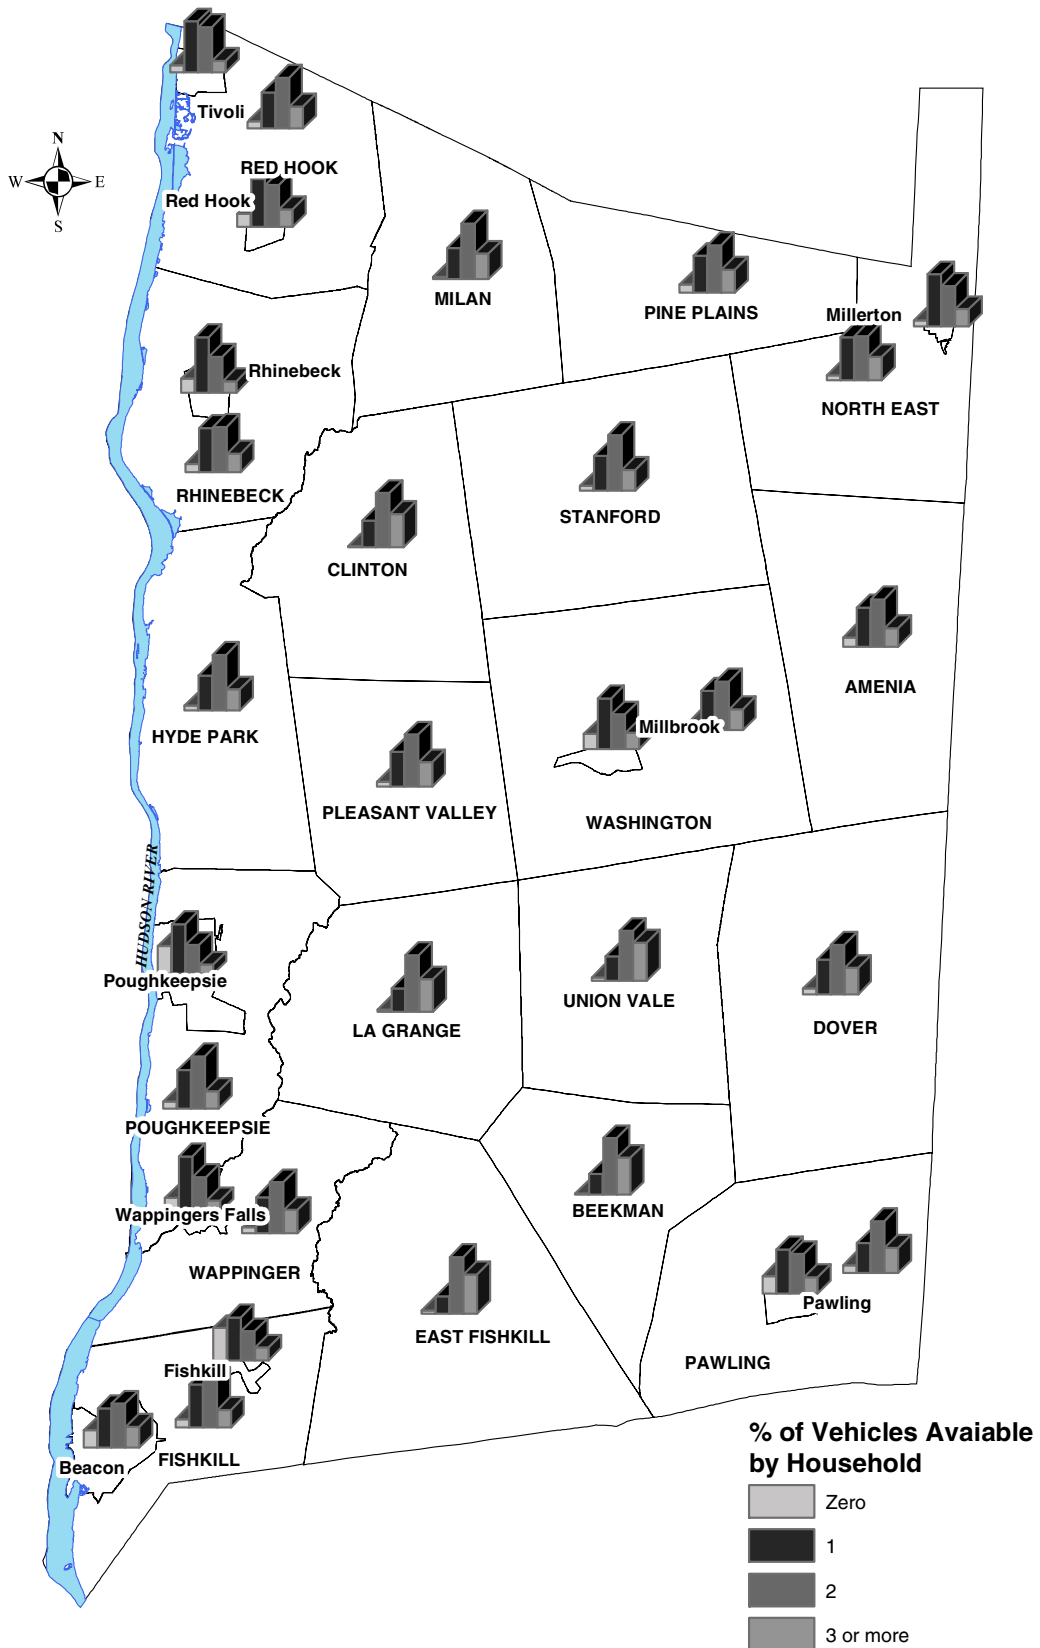 Tivoli
RED HOOK
Red Hook
N
W
E
S
MILAN
PINE PLAINS
Millerton
Rhinebeck
NORTH EAST
RHINEBECK
STANFORD
CLINTON
AMENIA
HYDE PARK
Millbrook
PLEASANT VALLEY
WASHINGTON
HUDSON RIVER
Poughkeepsie
UNION VALE
LA GRANGE
DOVER
POUGHKEEPSIE
Wappingers Falls
BEEKMAN
WAPPINGER
Pawling
EAST FISHKILL
PAWLING
Fishkill
FISHKILL
Beacon
% of Vehicles Avaiable
by Household
Zero
1
2
3 or more